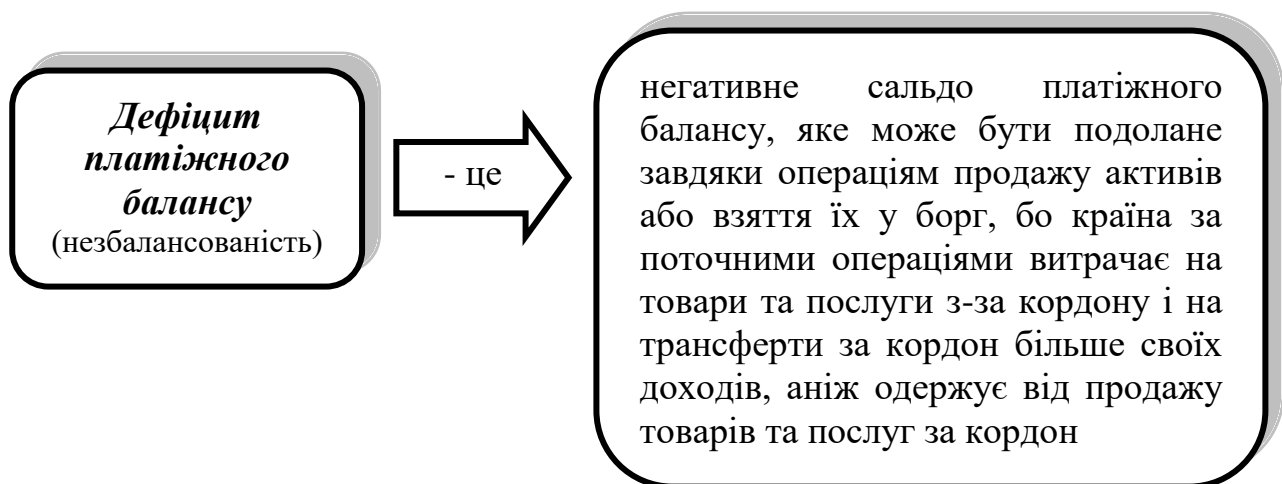 Дефіцит
платіжного
балансу
(незбалансованість)
- це
негативне сальдо платіжного
балансу, яке може бути подолане
завдяки операціям продажу активів
або взяття їх у борг, бо країна за
поточними операціями витрачає на
товари та послуги з-за кордону і на
трансферти за кордон більше своїх
доходів, аніж одержує від продажу
товарів та послуг за кордон